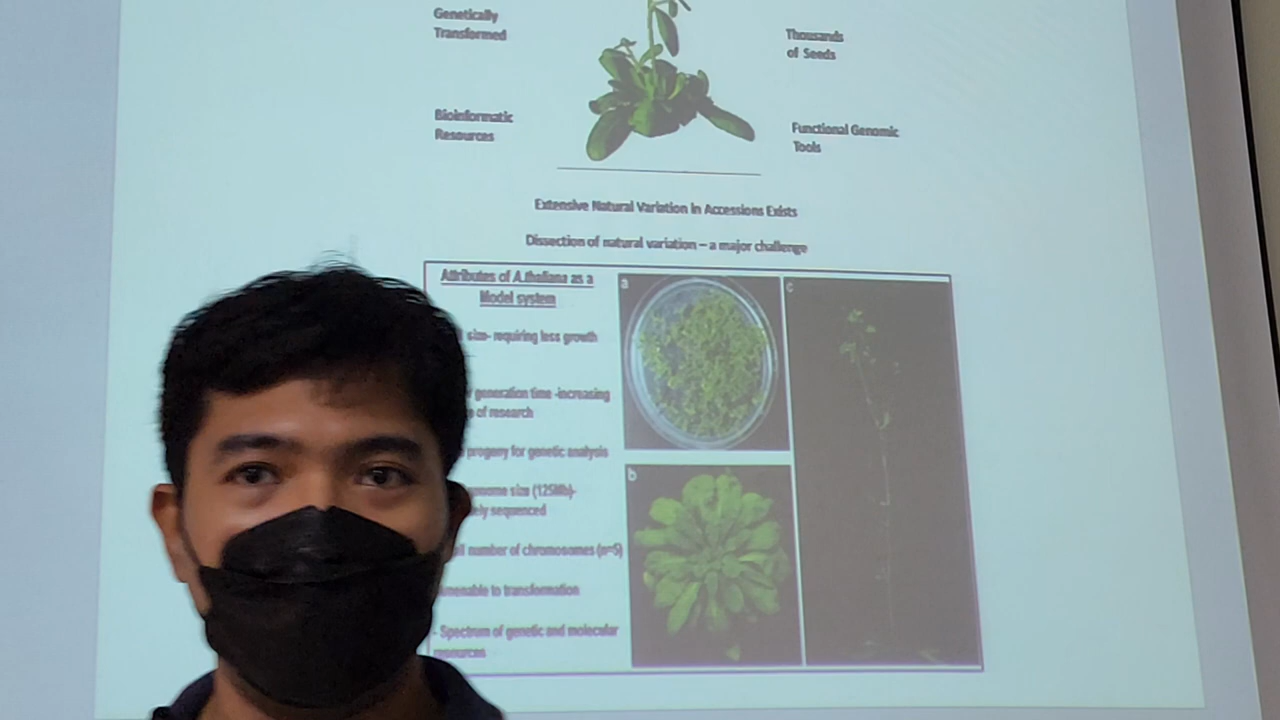 Genetically
Transformed
Thousands
of Seeds
Bioinformatic
Resources
Functional Genomic
Tools
Extensive Natural Variation in Accessions Exists
Dissection of natural variation – a major challenge
Attributes of A.thaliana as a
Model system
size- requiring less growth
generation time -increasing
of research
progeny for genetic analysis
size (125Mb)-
sequenced
number of chromosomes (n=5)
to transformation
- Spectrum of genetic and molecular
resources
a
b
c